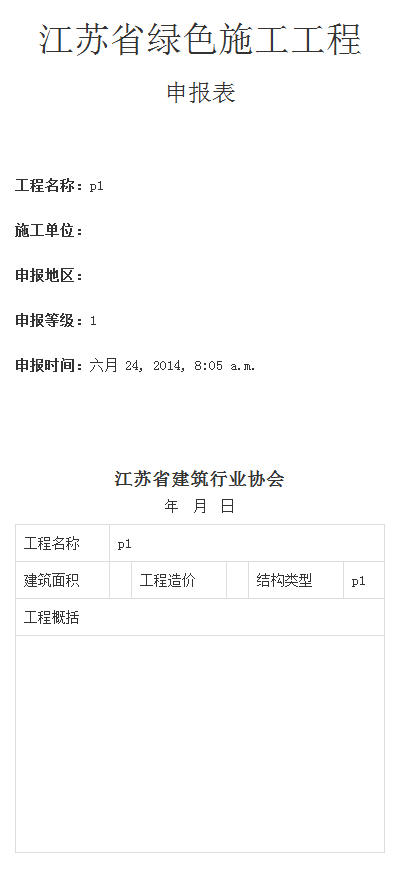 江苏省绿色施工工程
申报表
工程名称：p1
施工单位：
申报地区：
申报等级：1
申报时间：六月 24, 2014, 8:05 a.m.
江苏省建筑行业协会
年 月 日
工程名称 p1
建筑面积 工程造价 结构类型 p1
工程概括